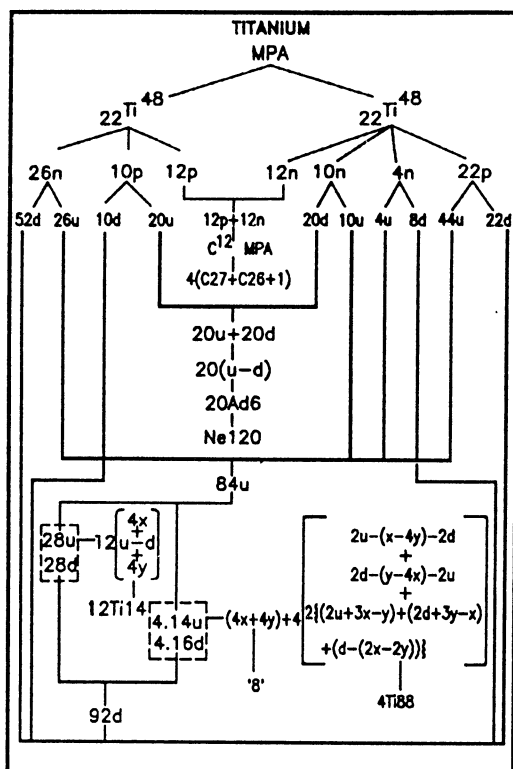 TITANIUM
MPA
22Ti48 22Ti48
26n 10p 12p 12n 10n 4n 22p
52d 26u 10d 20u 12p+12n 20d 10u 4u 8d 44u 22d
C12 MPA
4(C27+C26+1)
20u+20d
20(u-d)
20Ad6
Ne120
84u
28u 12 4x + u-d + 4y
28d
12Ti14
4.14u (4x+4y)+4
4.16d
2u-(x-4y)-2d
+
2d-(y-4x)-2u
+
2{(2u+3x-y)+(2d+3y-x)
+(d-(2x-2y))}
'8'
4Ti88
92d